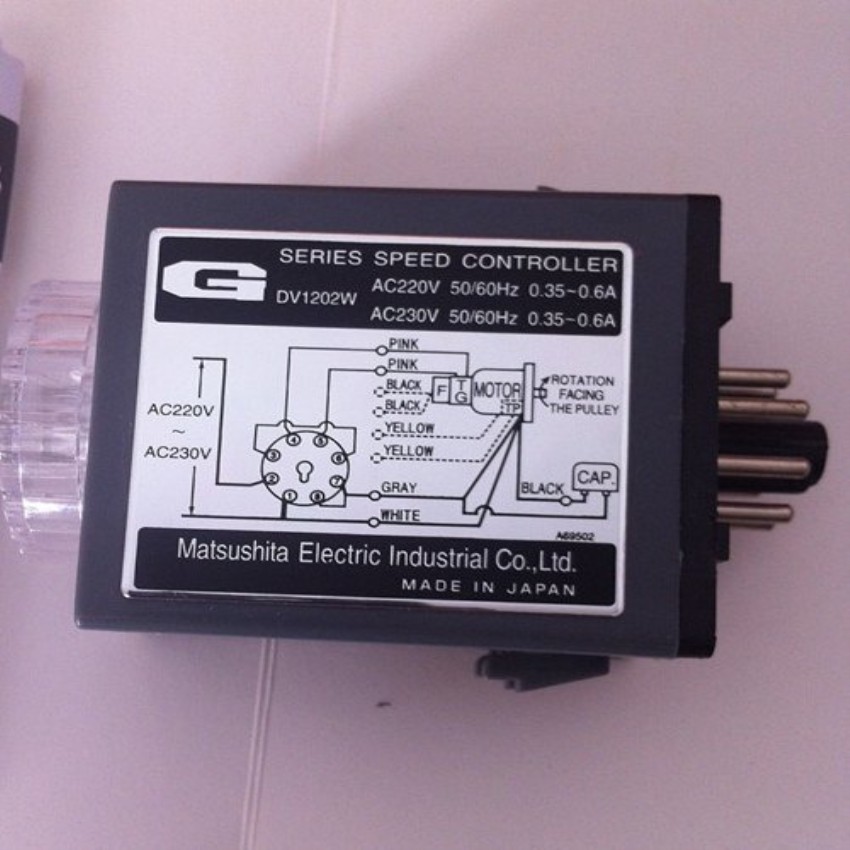 G
SERIES SPEED CONTROLLER
DV1202W
AC220V 50/60Hz 0.35~0.6A
AC230V 50/60Hz 0.35~0.6A
PINK
PINK
BLACK
BLACK
F
TG
MOTOR
TP
ROTATION
FACING
THE PULLEY
AC220V
~
AC230V
YELLOW
YELLOW
4
5
3
6
2
7
1
8
GRAY
WHITE
BLACK
CAP.
A69502
Matsushita Electric Industrial Co.,Ltd.
MADE IN JAPAN